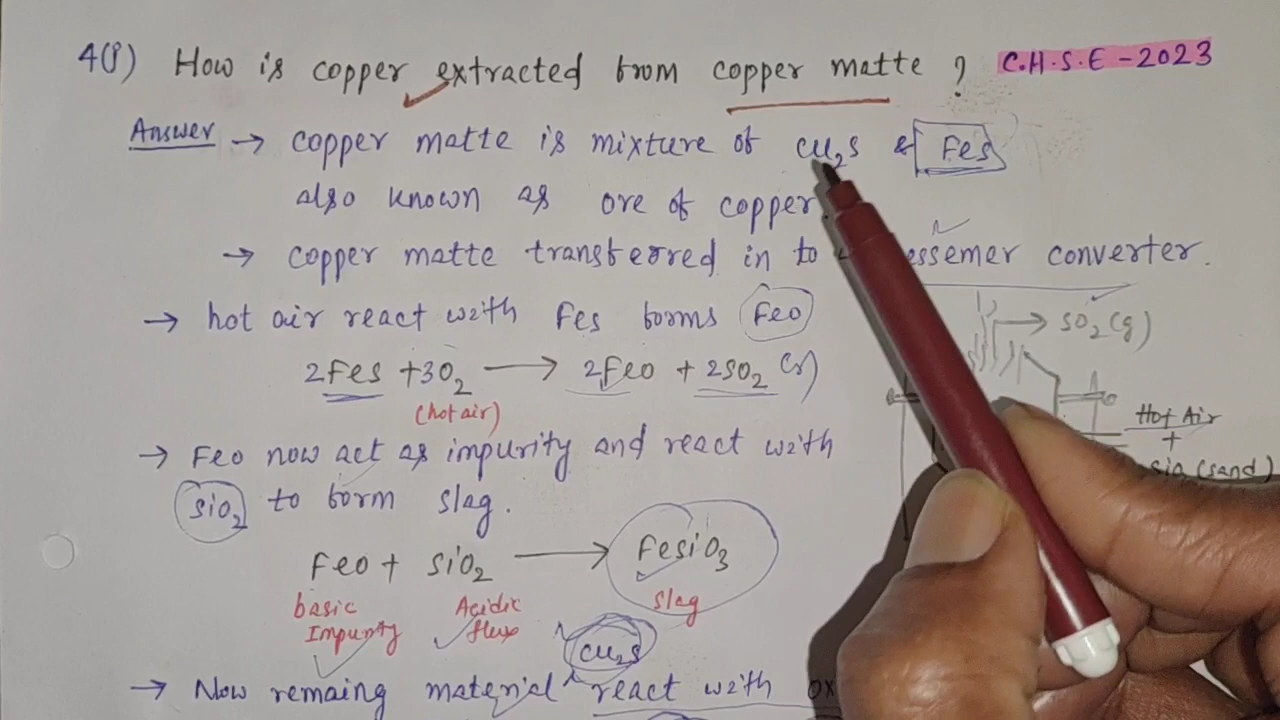 4(i) How is copper extracted from copper matte ? C.H.S.E - 2023
Answer → copper matte is mixture of Cu₂S & FeS
also known as ore of copper
→ copper matte transferred in to essemer converter.
→ hot air react with FeS forms FeO
2FeS + 3O₂ → 2FeO + 2SO₂
(hot air)
→ FeO now act as impurity and react with
SiO₂ to form slag.
FeO + SiO₂ → FeSiO₃
basic Impurity
Acidic flux
slag
Cu₂S
→ Now remaing material react with ox
→ SO₂ (g)
Hot Air
+
(sand)